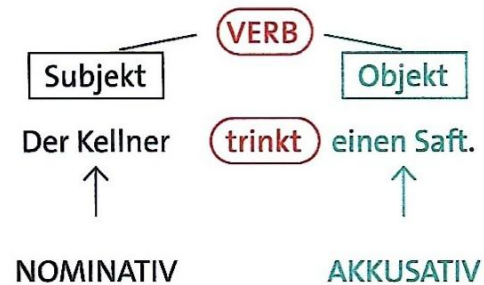 VERB
Subjekt Objekt
Der Kellner trinkt einen Saft.
NOMINATIV AKKUSATIV